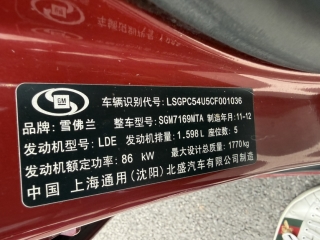 GM
车辆识别代号: LSGPC54U5CF001036
品牌: 雪佛兰 整车型号: SGM7169MTA 制造年月: 11-12
发动机型号: LDE 发动机排量: 1.598 L 座位数: 5
发动机额定功率: 86 kW 最大设计总质量: 1770kg
中国 上海通用(沈阳)北盛汽车有限公司制造